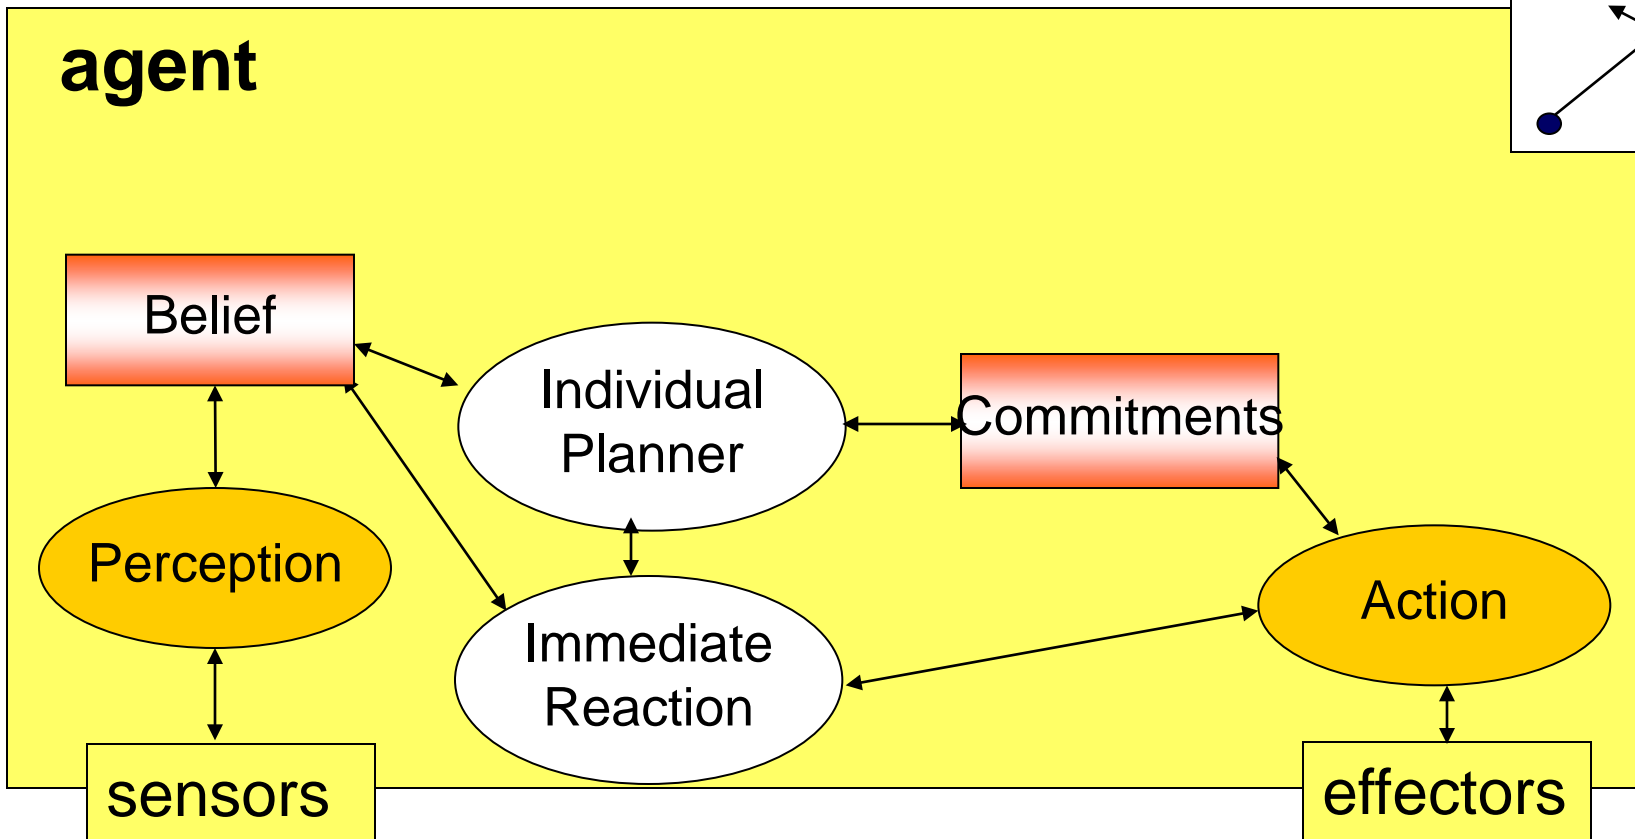 agent
Belief
Individual
Planner
Commitments
Perception
Immediate
Reaction
Action
sensors
effectors